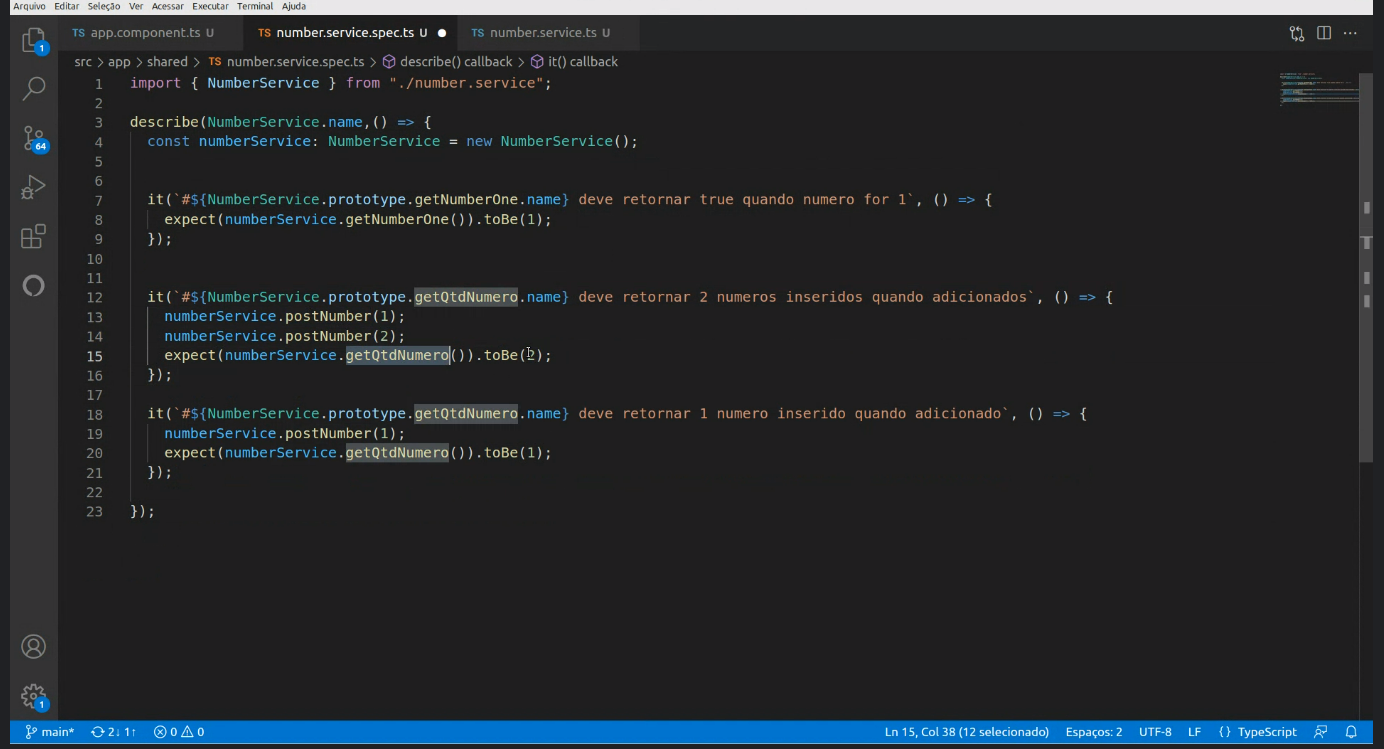 Arquivo Editar Seleção Ver Acessar Executar Terminal Ajuda
TS app.component.ts U
TS number.service.spec.ts U
TS number.service.ts U
src > app > shared > TS number.service.spec.ts > describe() callback > it() callback
1 import { NumberService } from "./number.service";
2
3 describe(NumberService.name,() => {
4 const numberService: NumberService = new NumberService();
5
6
7 it(`#${NumberService.prototype.getNumberOne.name} deve retornar true quando numero for 1`, () => {
8 expect(numberService.getNumberOne()).toBe(1);
9 });
10
11
12 it(`#${NumberService.prototype.getQtdNumero.name} deve retornar 2 numeros inseridos quando adicionados`, () => {
13 numberService.postNumber(1);
14 numberService.postNumber(2);
15 expect(numberService.getQtdNumero()).toBe(2);
16 });
17
18 it(`#${NumberService.prototype.getQtdNumero.name} deve retornar 1 numero inserido quando adicionado`, () => {
19 numberService.postNumber(1);
20 expect(numberService.getQtdNumero()).toBe(1);
21 });
22
23 });
1
64
1
main* 2↓ 1↑ 0 0
Ln 15, Col 38 (12 selecionado) Espaços: 2 UTF-8 LF {} TypeScript